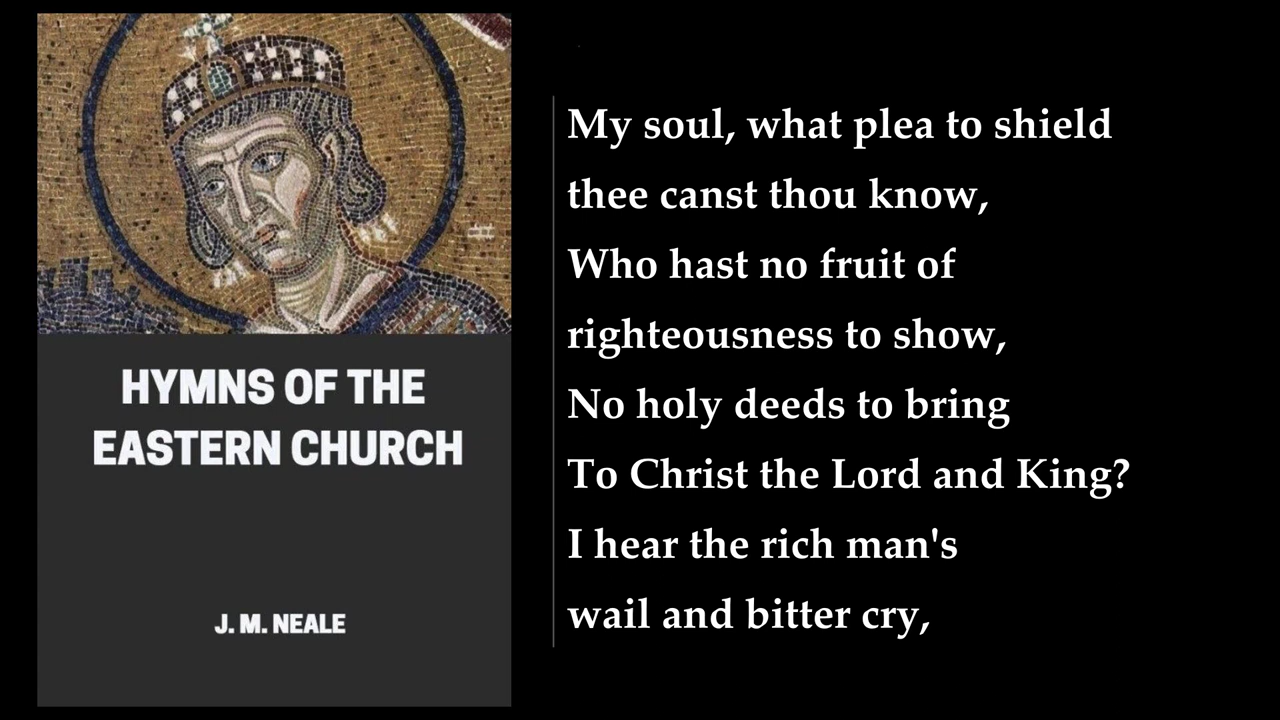 HYMNS OF THE
EASTERN CHURCH
J. M. NEALE
My soul, what plea to shield
thee canst thou know,
Who hast no fruit of
righteousness to show,
No holy deeds to bring
To Christ the Lord and King?
I hear the rich man's
wail and bitter cry,